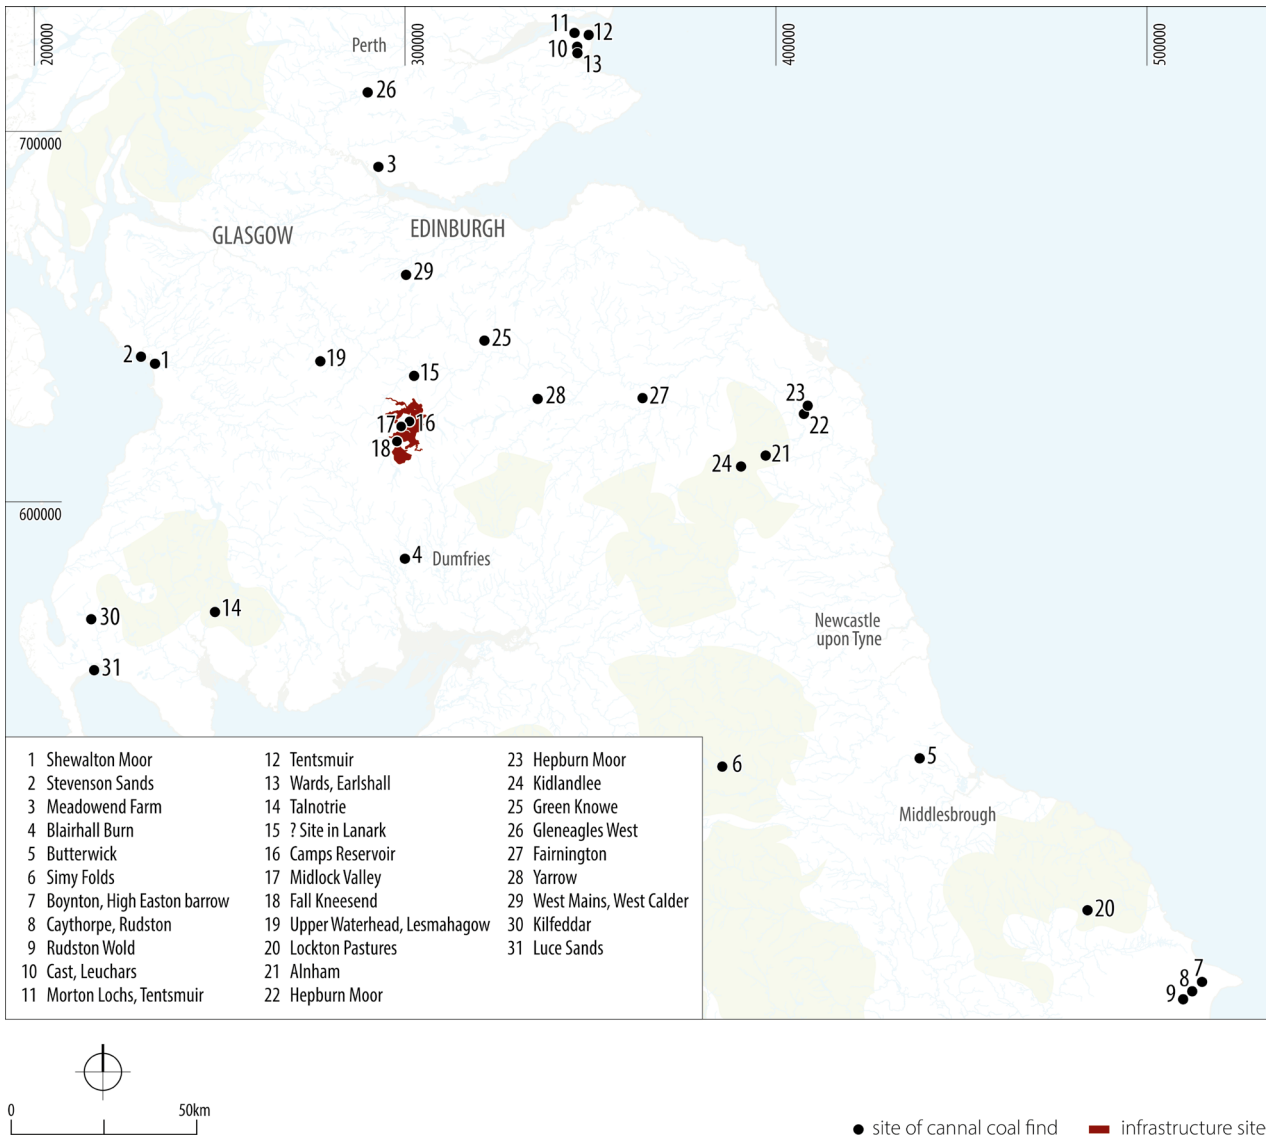 200000
300000
400000
500000
11
12
10
13
Perth
26
700000
3
GLASGOW
EDINBURGH
29
25
2
1
19
15
28
27
23
22
17
16
18
21
24
600000
4
Dumfries
30
14
Newcastle
upon Tyne
31
6
5
Middlesbrough
20
7
8
9
1 Shewalton Moor
2 Stevenson Sands
3 Meadowend Farm
4 Blairhall Burn
5 Butterwick
6 Simy Folds
7 Boynton, High Easton barrow
8 Caythorpe, Rudston
9 Rudston Wold
10 Cast, Leuchars
11 Morton Lochs, Tentsmuir
12 Tentsmuir
13 Wards, Earlshall
14 Talnotrie
15 ? Site in Lanark
16 Camps Reservoir
17 Midlock Valley
18 Fall Kneesend
19 Upper Waterhead, Lesmahagow
20 Lockton Pastures
21 Alnham
22 Hepburn Moor
23 Hepburn Moor
24 Kidlandlee
25 Green Knowe
26 Gleneagles West
27 Fairnington
28 Yarrow
29 West Mains, West Calder
30 Kilfeddar
31 Luce Sands
0 50km
site of cannal coal find
infrastructure site